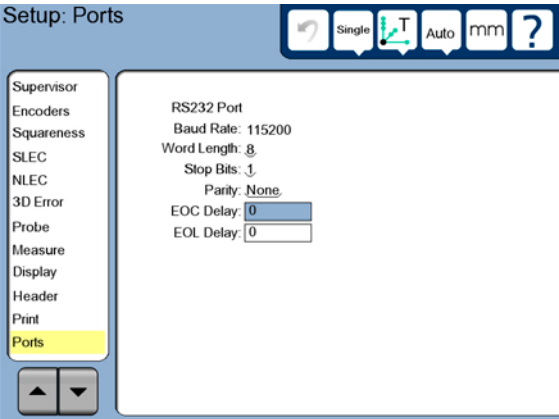 Setup: Ports
Single
T
Auto
mm
?
Supervisor
Encoders
Squareness
SLEC
NLEC
3D Error
Probe
Measure
Display
Header
Print
Ports
RS232 Port
Baud Rate: 115200
Word Length: 8
Stop Bits: 1
Parity: None
EOC Delay: 0
EOL Delay: 0